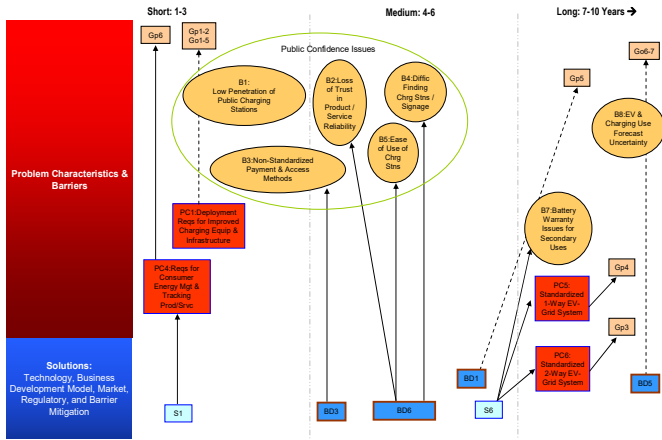 Short: 1-3
Medium: 4-6
Long: 7-10 Years →
Gp6
Gp1-2
Go1-5
Public Confidence Issues
Go6-7
Gp5
B1:
Low Penetration of
Public Charging
Stations
B2:Loss
of Trust
in
Product /
Service
Reliability
B4:Diffic
Finding
Chrg Stns /
Signage
B8:EV &
Charging Use
Forecast
Uncertainty
B5:Ease
of Use of
Chrg
Stns
B3:Non-Standardized
Payment & Access
Methods
Problem Characteristics &
Barriers
PC1:Deployment
Reqs for Improved
Charging Equip &
Infrastructure
B7:Battery
Warranty
Issues for
Secondary
Uses
PC4:Reqs for
Consumer
Energy Mgt &
Tracking
Prod/Srvc
Gp4
PC5:
Standardized
1-Way EV-
Grid System
Gp3
PC6:
Standardized
2-Way EV-
Grid System
Solutions:
Technology, Business
Development Model, Market,
Regulatory, and Barrier
Mitigation
BD1
BD5
S1
BD3
BD6
S6